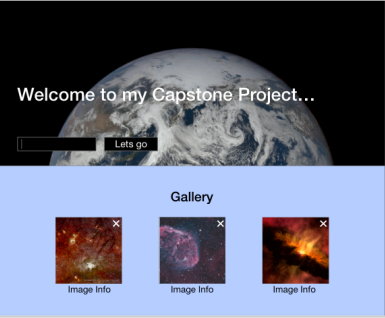 Welcome to my Capstone Project...
Lets go
Gallery
Image Info
Image Info
Image Info